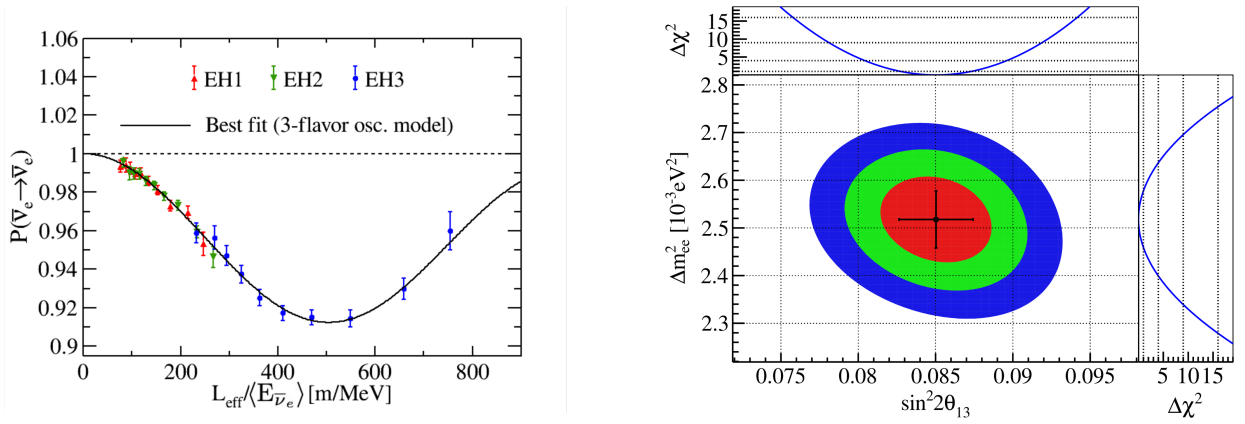 1.06
1.04
1.02
1
0.98
0.96
0.94
0.92
0.9
P(ν̅ₑ→ν̅ₑ)
EH1 EH2 EH3
Best fit (3-flavor osc. model)
0 200 400 600 800
L_eff/⟨E_ν̅ₑ⟩ [m/MeV]
Δχ²
15
10
5
2.8
2.7
2.6
2.5
2.4
2.3
Δm²ₑₑ [10⁻³eV²]
0.075 0.08 0.085 0.09 0.095
sin²2θ₁₃
5 10 15
Δχ²